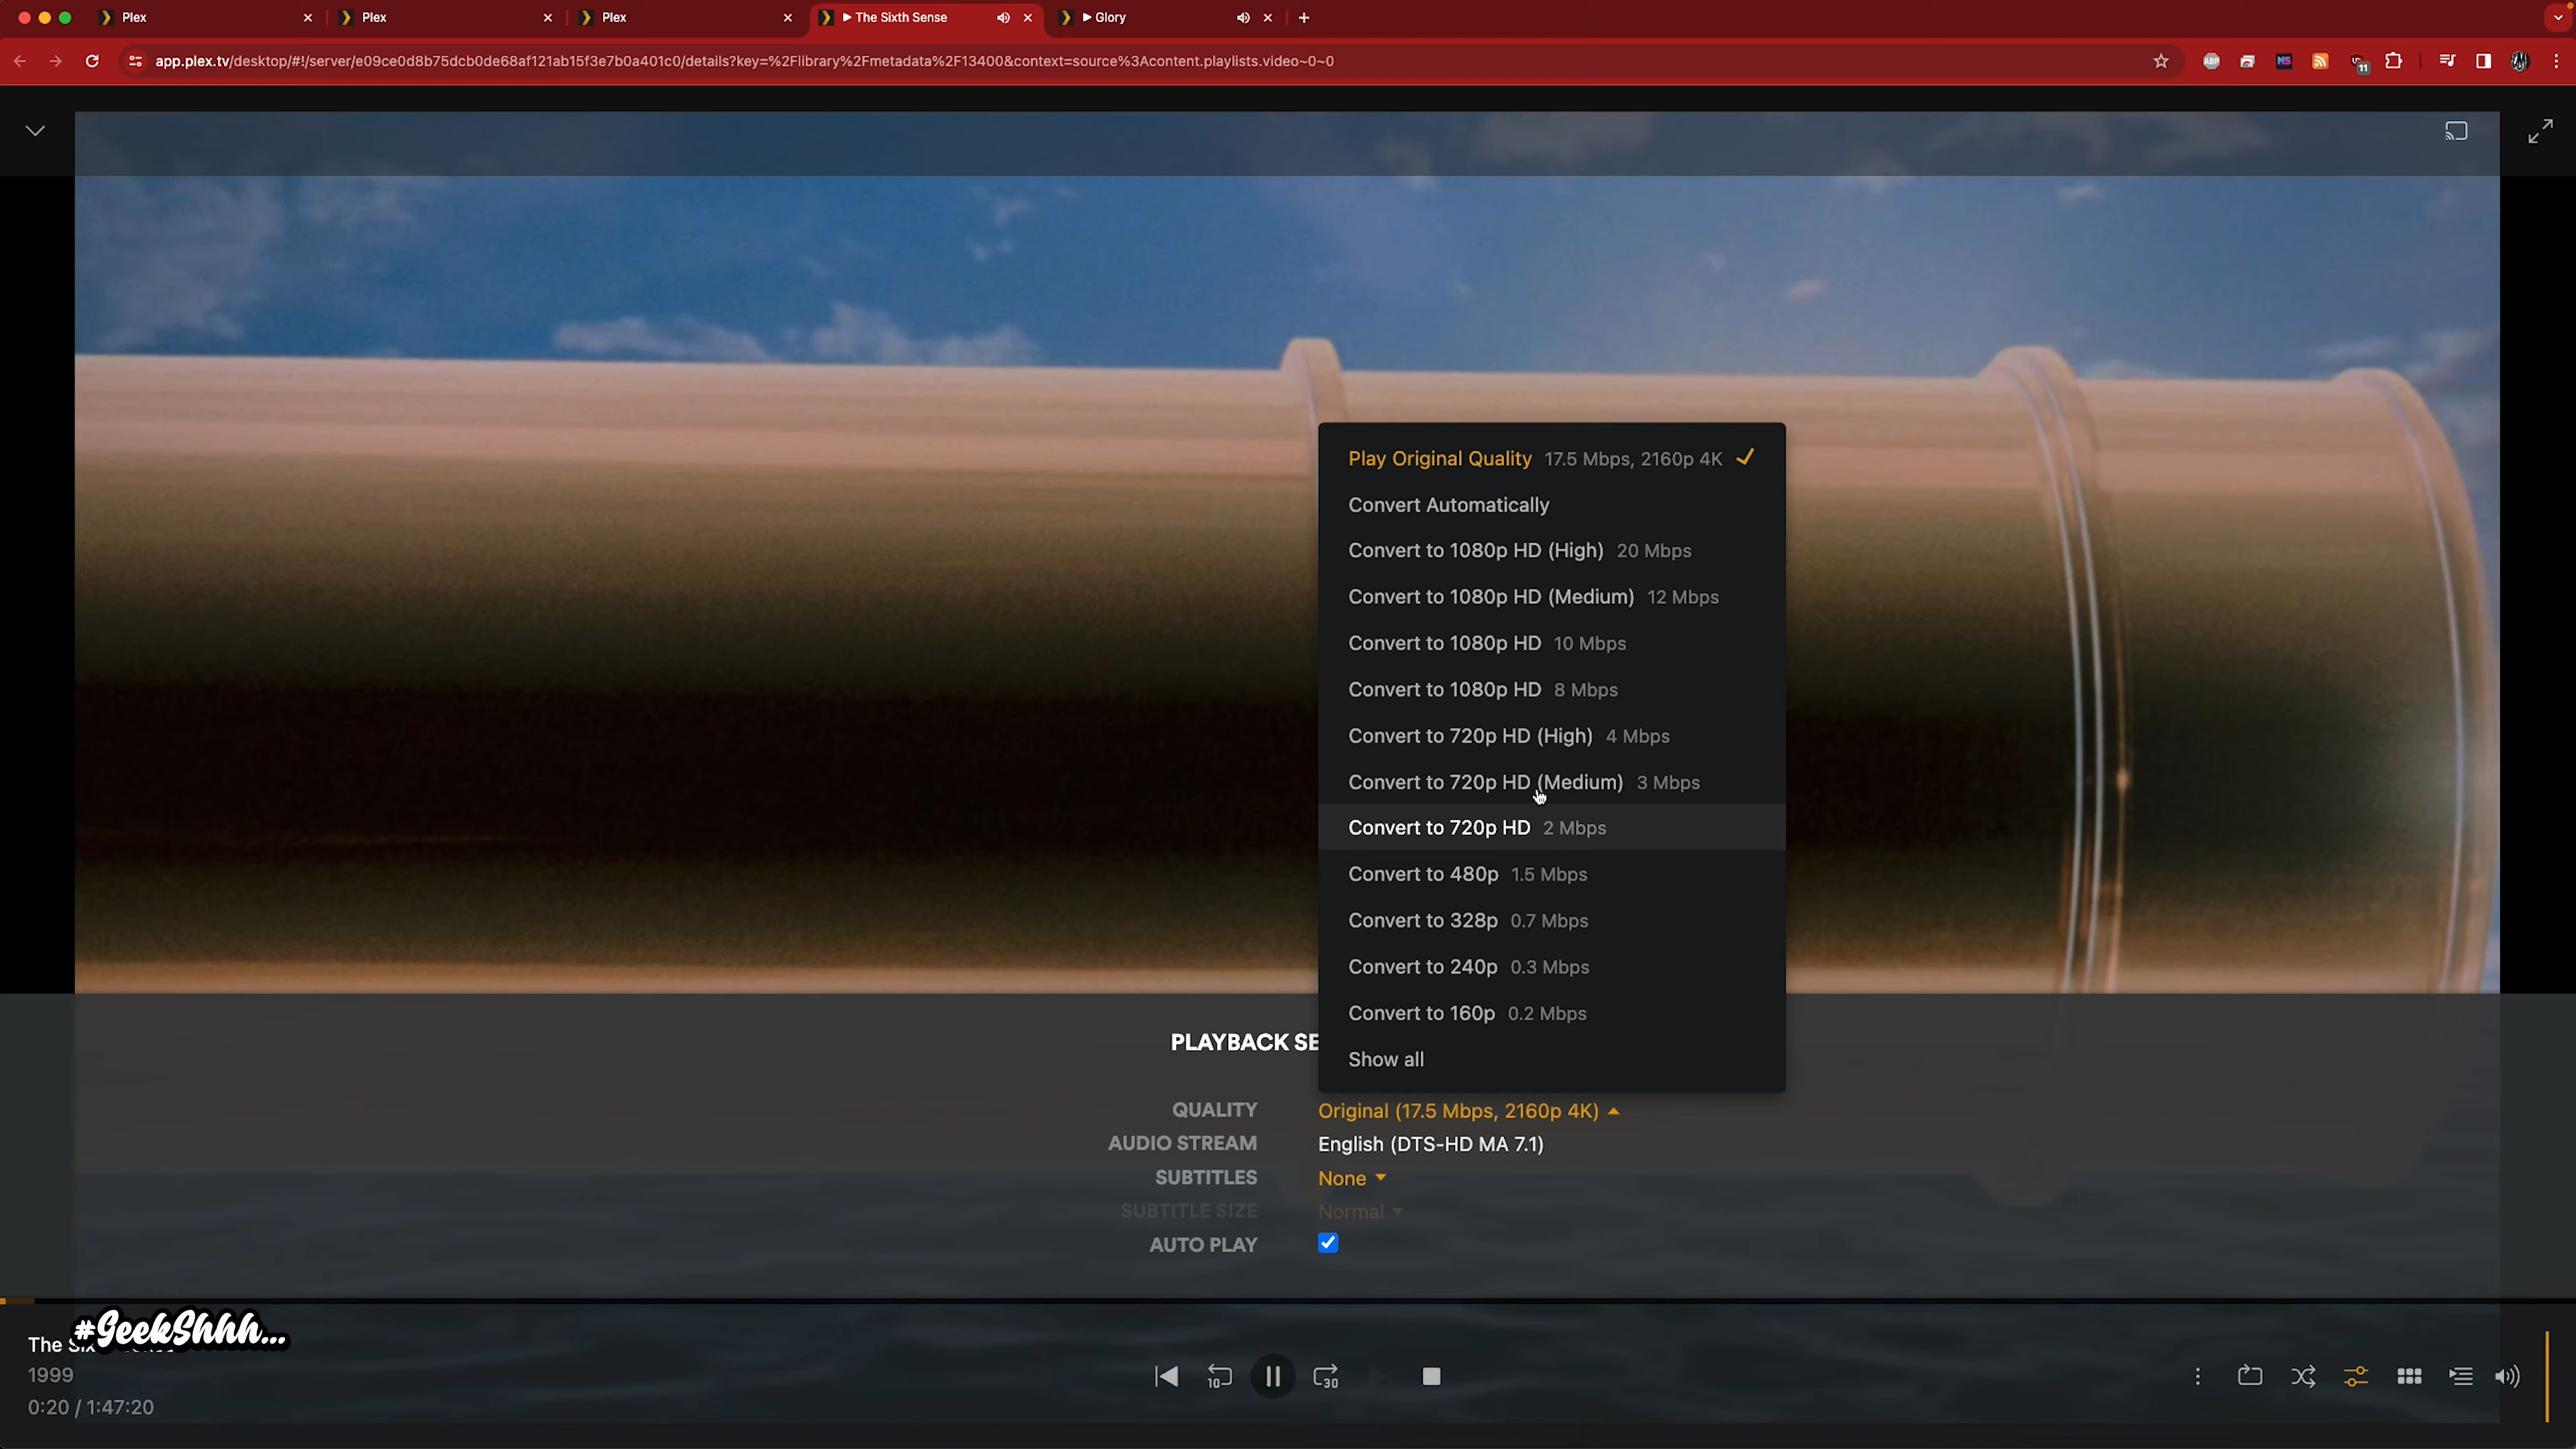 Plex
Plex
Plex
The Sixth Sense
Glory
app.plex.tv/desktop/#!/server/e09ce0d8b75dcb0de68af121ab15f3e7b0a401c0/details?key=%2Flibrary%2Fmetadata%2F13400&context=source%3Acontent.playlists.video~0~0
ABP
MS
11
Play Original Quality 17.5 Mbps, 2160p 4K
Convert Automatically
Convert to 1080p HD (High) 20 Mbps
Convert to 1080p HD (Medium) 12 Mbps
Convert to 1080p HD 10 Mbps
Convert to 1080p HD 8 Mbps
Convert to 720p HD (High) 4 Mbps
Convert to 720p HD (Medium) 3 Mbps
Convert to 720p HD 2 Mbps
Convert to 480p 1.5 Mbps
Convert to 328p 0.7 Mbps
Convert to 240p 0.3 Mbps
Convert to 160p 0.2 Mbps
Show all
PLAYBACK SE
QUALITY Original (17.5 Mbps, 2160p 4K)
AUDIO STREAM English (DTS-HD MA 7.1)
SUBTITLES None
SUBTITLE SIZE Normal
AUTO PLAY
#GeekShhh...
The
1999
0:20 / 1:47:20
10
30